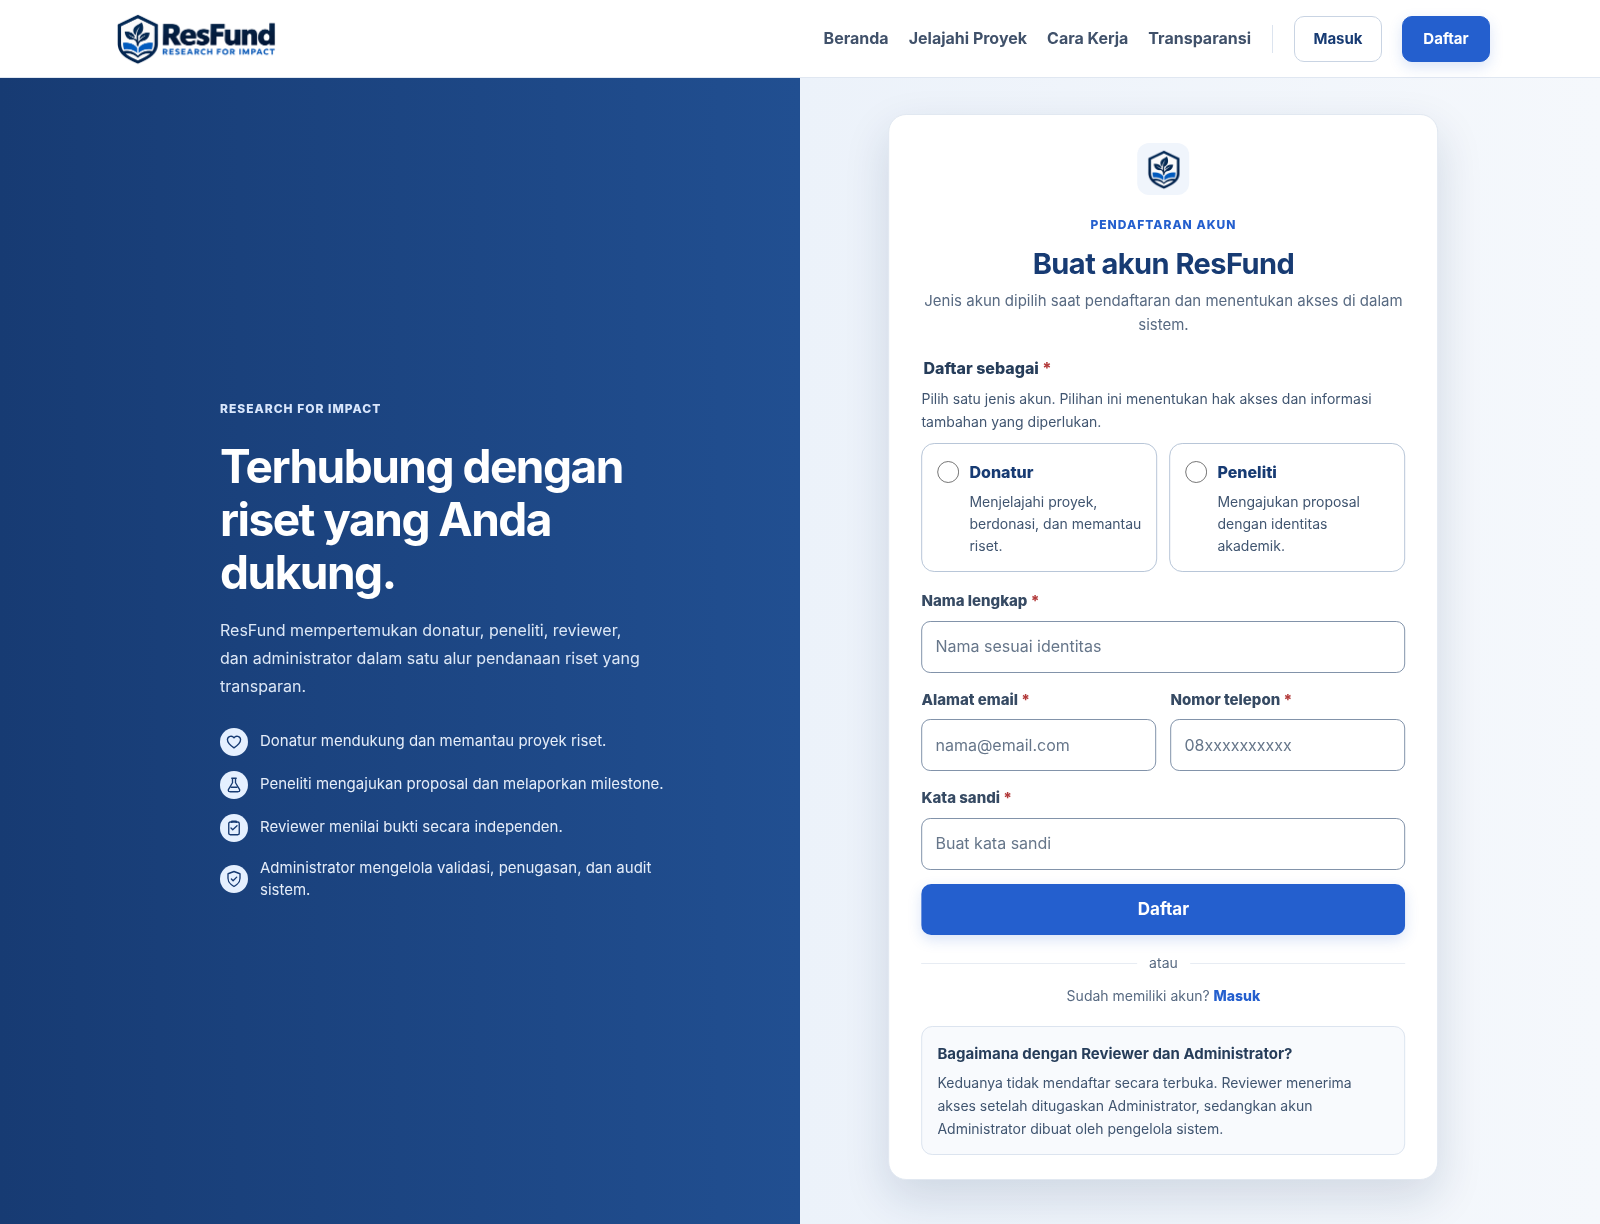 ResFund
RESEARCH FOR IMPACT
Beranda
Jelajahi Proyek
Cara Kerja
Transparansi
Masuk
Daftar
RESEARCH FOR IMPACT
Terhubung dengan
riset yang Anda
dukung.
ResFund mempertemukan donatur, peneliti, reviewer,
dan administrator dalam satu alur pendanaan riset yang
transparan.
Donatur mendukung dan memantau proyek riset.
Peneliti mengajukan proposal dan melaporkan milestone.
Reviewer menilai bukti secara independen.
Administrator mengelola validasi, penugasan, dan audit
sistem.
PENDAFTARAN AKUN
Buat akun ResFund
Jenis akun dipilih saat pendaftaran dan menentukan akses di dalam
sistem.
Daftar sebagai *
Pilih satu jenis akun. Pilihan ini menentukan hak akses dan informasi
tambahan yang diperlukan.
Donatur
Menjelajahi proyek,
berdonasi, dan memantau
riset.
Peneliti
Mengajukan proposal
dengan identitas
akademik.
Nama lengkap *
Nama sesuai identitas
Alamat email *
nama@email.com
Nomor telepon *
08xxxxxxxxxx
Kata sandi *
Buat kata sandi
Daftar
atau
Sudah memiliki akun? Masuk
Bagaimana dengan Reviewer dan Administrator?
Keduanya tidak mendaftar secara terbuka. Reviewer menerima
akses setelah ditugaskan Administrator, sedangkan akun
Administrator dibuat oleh pengelola sistem.